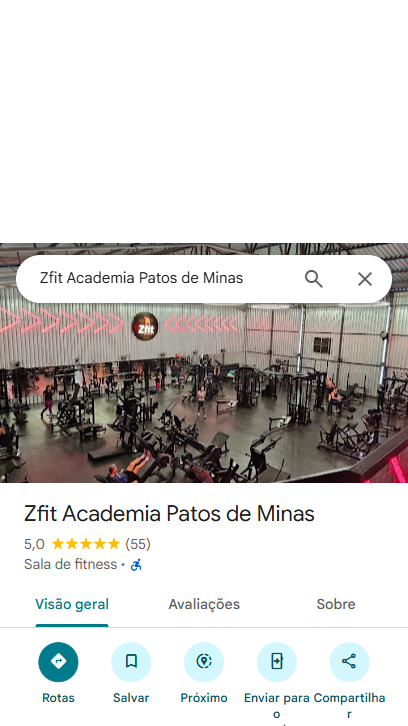 Zfit Academia Patos de Minas
Zfit
Zfit Academia Patos de Minas
5,0 (55)
Sala de fitness ·
Visão geral
Avaliações
Sobre
Rotas
Salvar
Próximo
Enviar para
o
Compartilha
r